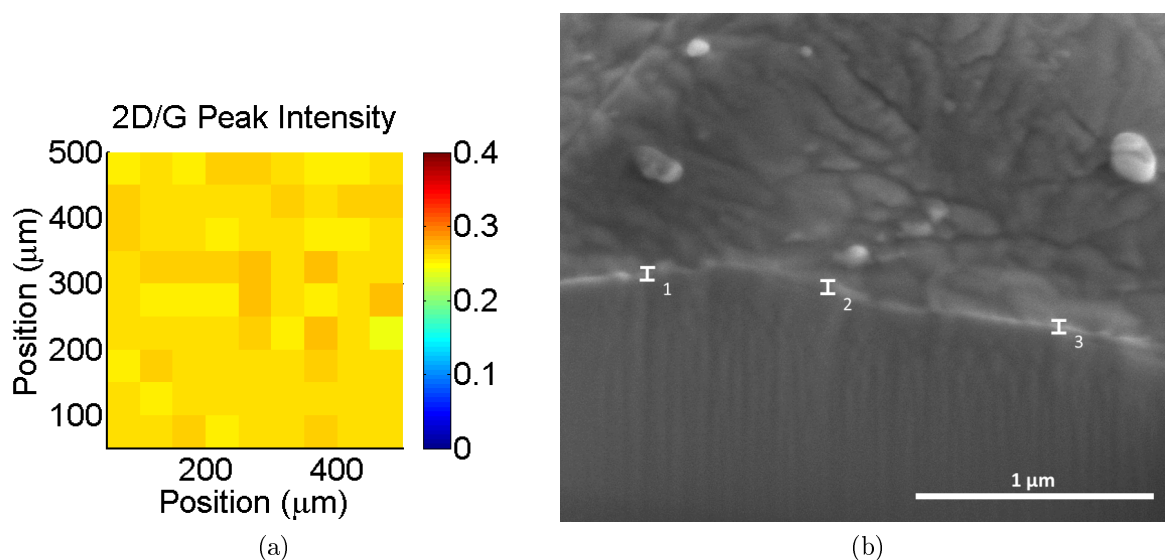 2D/G Peak Intensity
500
400
300
200
100
Position (μm)
200
400
Position (μm)
0.4
0.3
0.2
0.1
0
(a)
1
2
3
1 μm
(b)